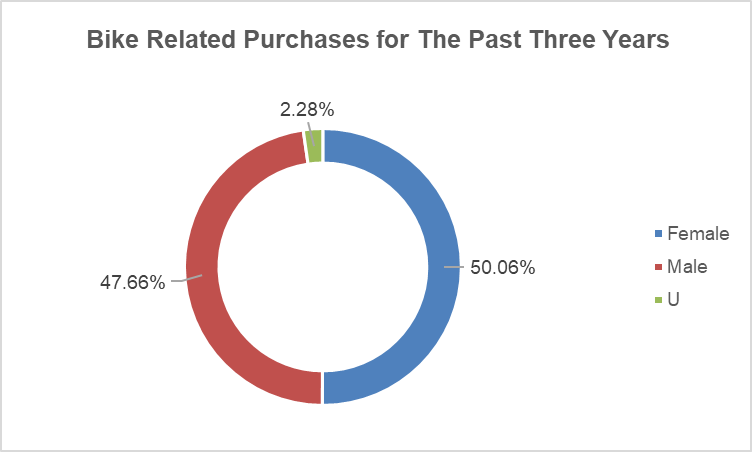 Bike Related Purchases for The Past Three Years
2.28%
50.06%
47.66%
Female
Male
U